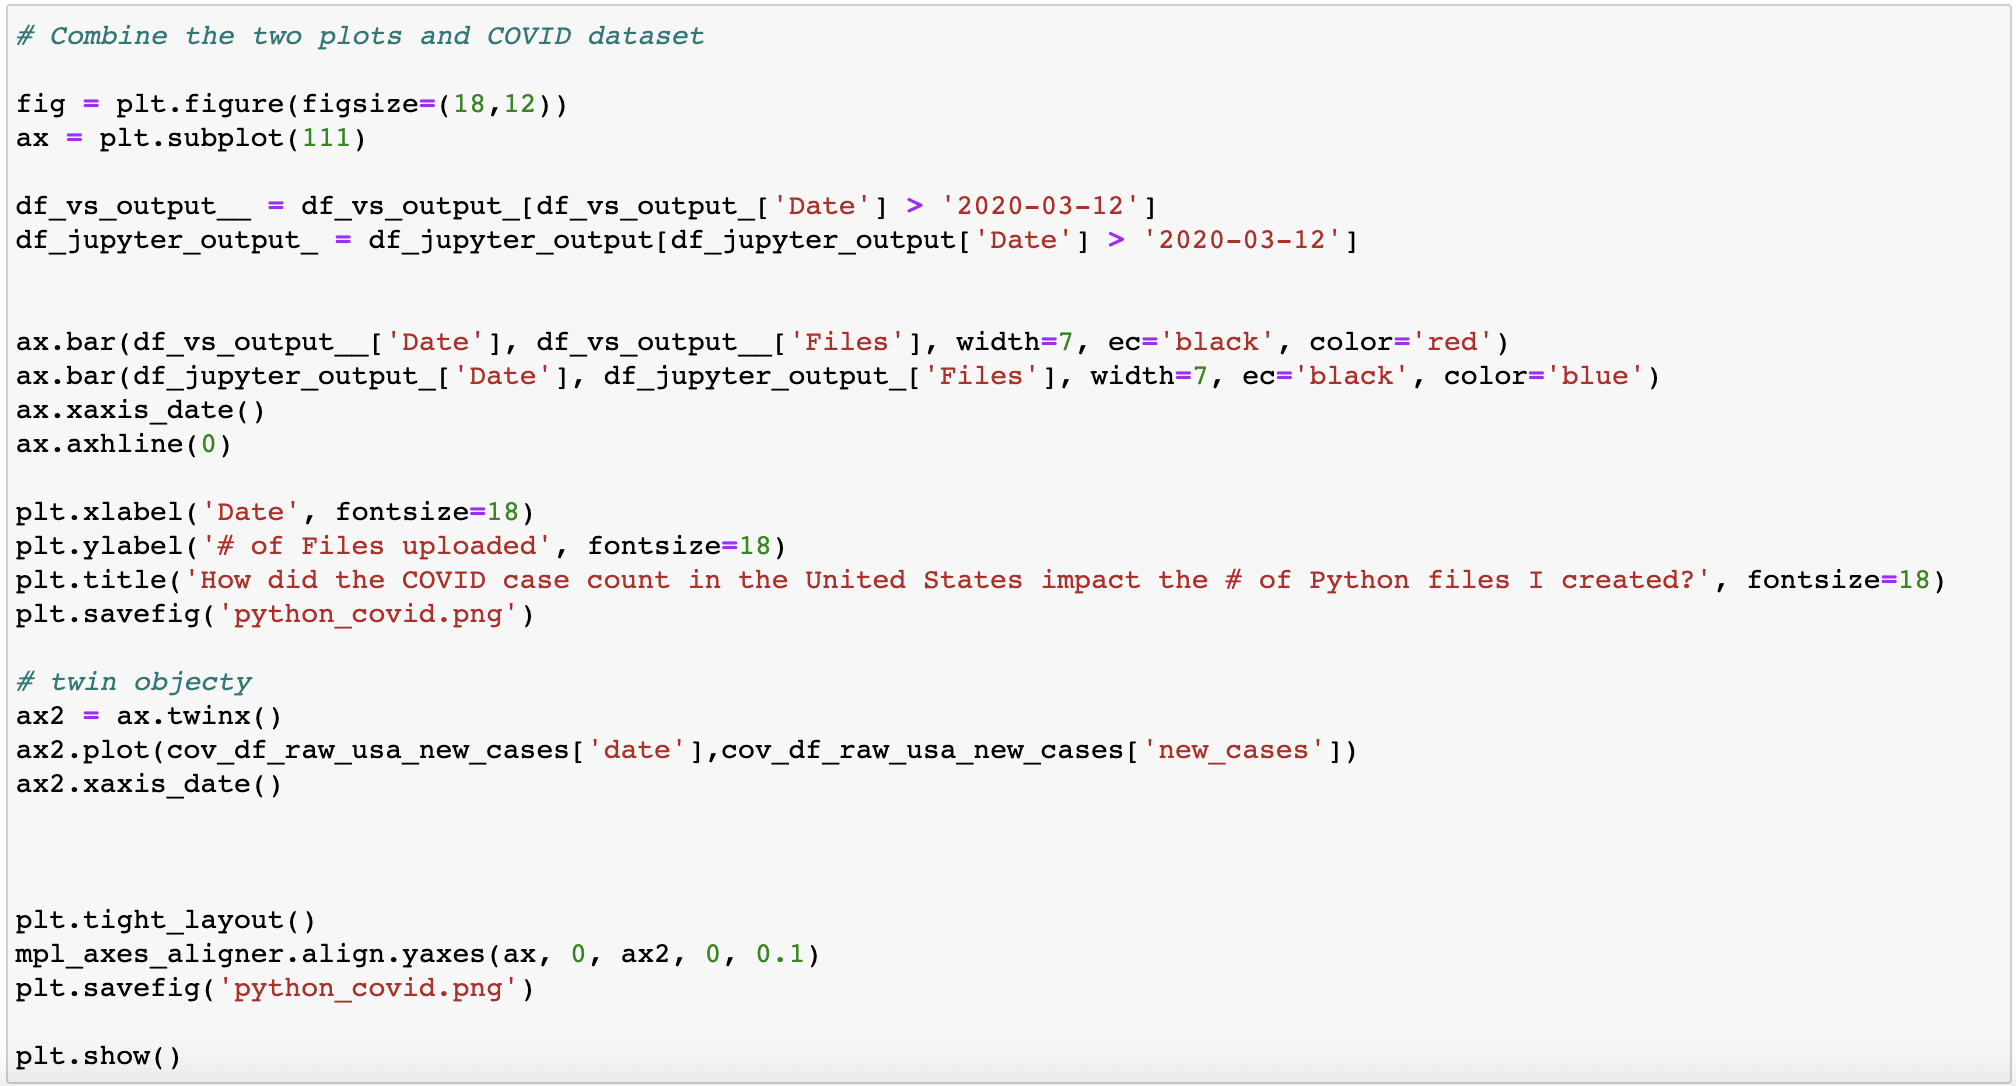 # Combine the two plots and COVID dataset
fig = plt.figure(figsize=(18,12))
ax = plt.subplot(111)
df_vs_output__ = df_vs_output_[df_vs_output_['Date'] > '2020-03-12']
df_jupyter_output_ = df_jupyter_output[df_jupyter_output['Date'] > '2020-03-12']
ax.bar(df_vs_output__['Date'], df_vs_output__['Files'], width=7, ec='black', color='red')
ax.bar(df_jupyter_output_['Date'], df_jupyter_output_['Files'], width=7, ec='black', color='blue')
ax.xaxis_date()
ax.axhline(0)
plt.xlabel('Date', fontsize=18)
plt.ylabel('# of Files uploaded', fontsize=18)
plt.title('How did the COVID case count in the United States impact the # of Python files I created?', fontsize=18)
plt.savefig('python_covid.png')
# twin objecty
ax2 = ax.twinx()
ax2.plot(cov_df_raw_usa_new_cases['date'],cov_df_raw_usa_new_cases['new_cases'])
ax2.xaxis_date()
plt.tight_layout()
mpl_axes_aligner.align.yaxes(ax, 0, ax2, 0, 0.1)
plt.savefig('python_covid.png')
plt.show()